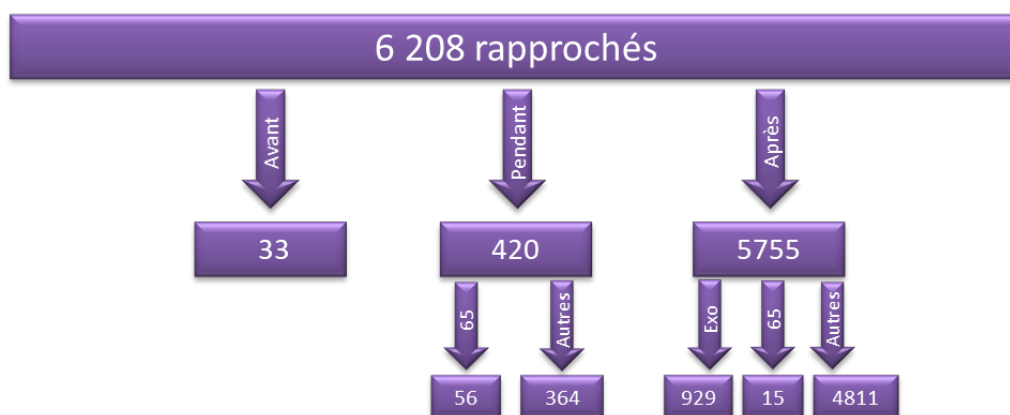 6 208 rapprochés
Avant
Pendant
Après
33
420
5755
65
Autres
Exo
65
Autres
56
364
929
15
4811